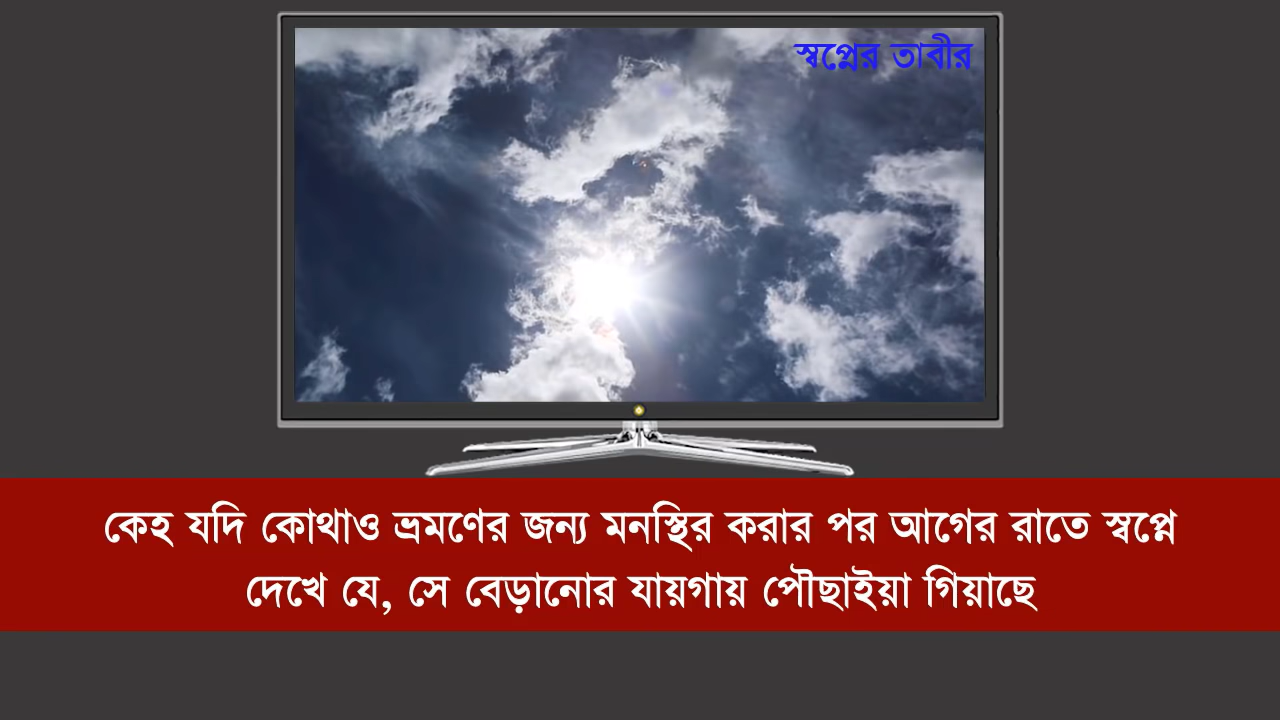 স্বপ্নের তাবীর
কেহ যদি কোথাও ভ্রমণের জন্য মনস্থির করার পর আগের রাতে স্বপ্নে
দেখে যে, সে বেড়ানোর যায়গায় পৌছাইয়া গিয়াছে